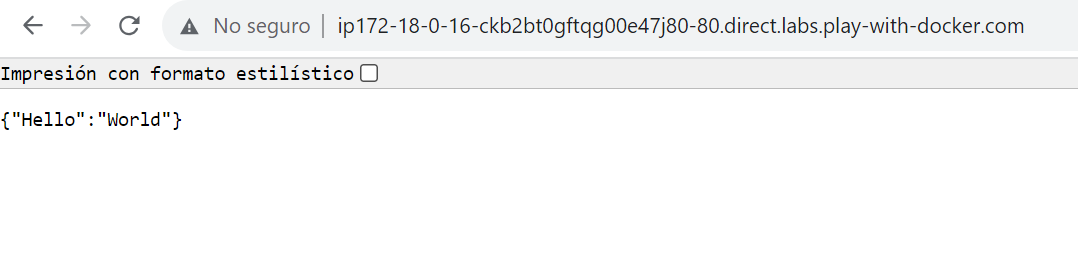 No seguro | ip172-18-0-16-ckb2bt0gftqg00e47j80-80.direct.labs.play-with-docker.com
Impresión con formato estilístico
{"Hello":"World"}